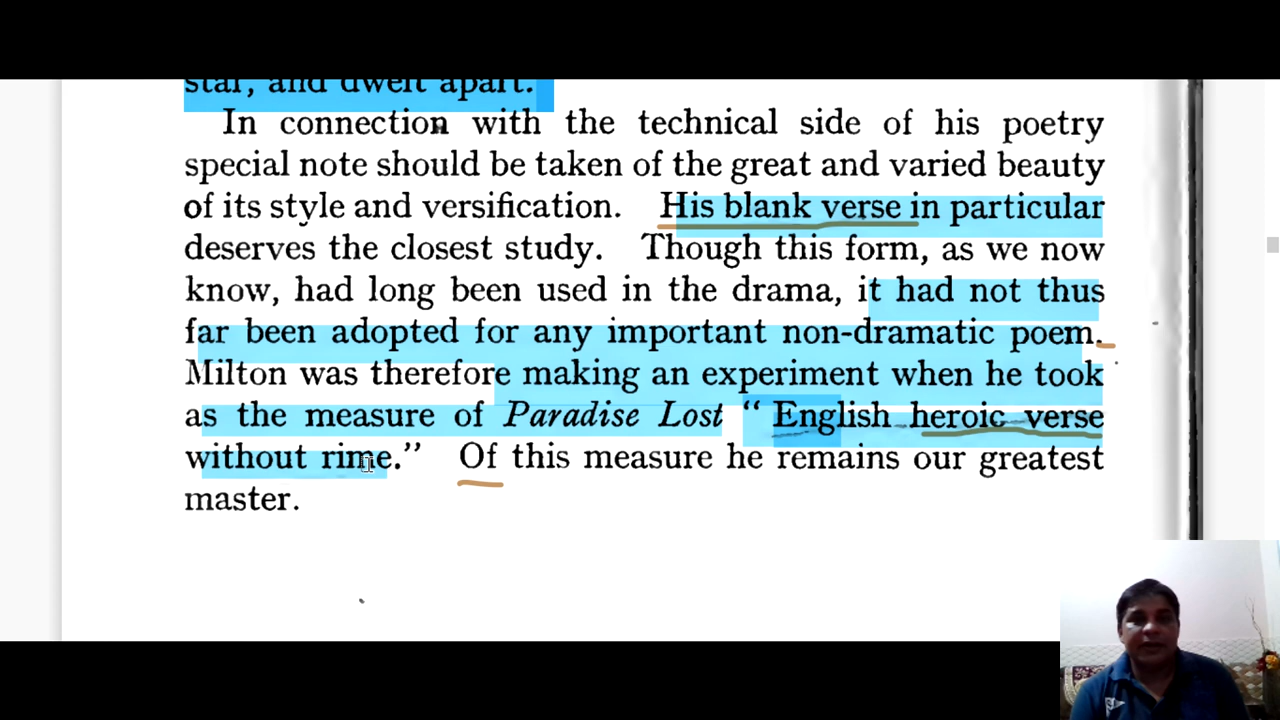 star, and dwelt apart.
In connection with the technical side of his poetry
special note should be taken of the great and varied beauty
of its style and versification. His blank verse in particular
deserves the closest study. Though this form, as we now
know, had long been used in the drama, it had not thus
far been adopted for any important non-dramatic poem.
Milton was therefore making an experiment when he took
as the measure of Paradise Lost “ English heroic verse
without rime.” Of this measure he remains our greatest
master.